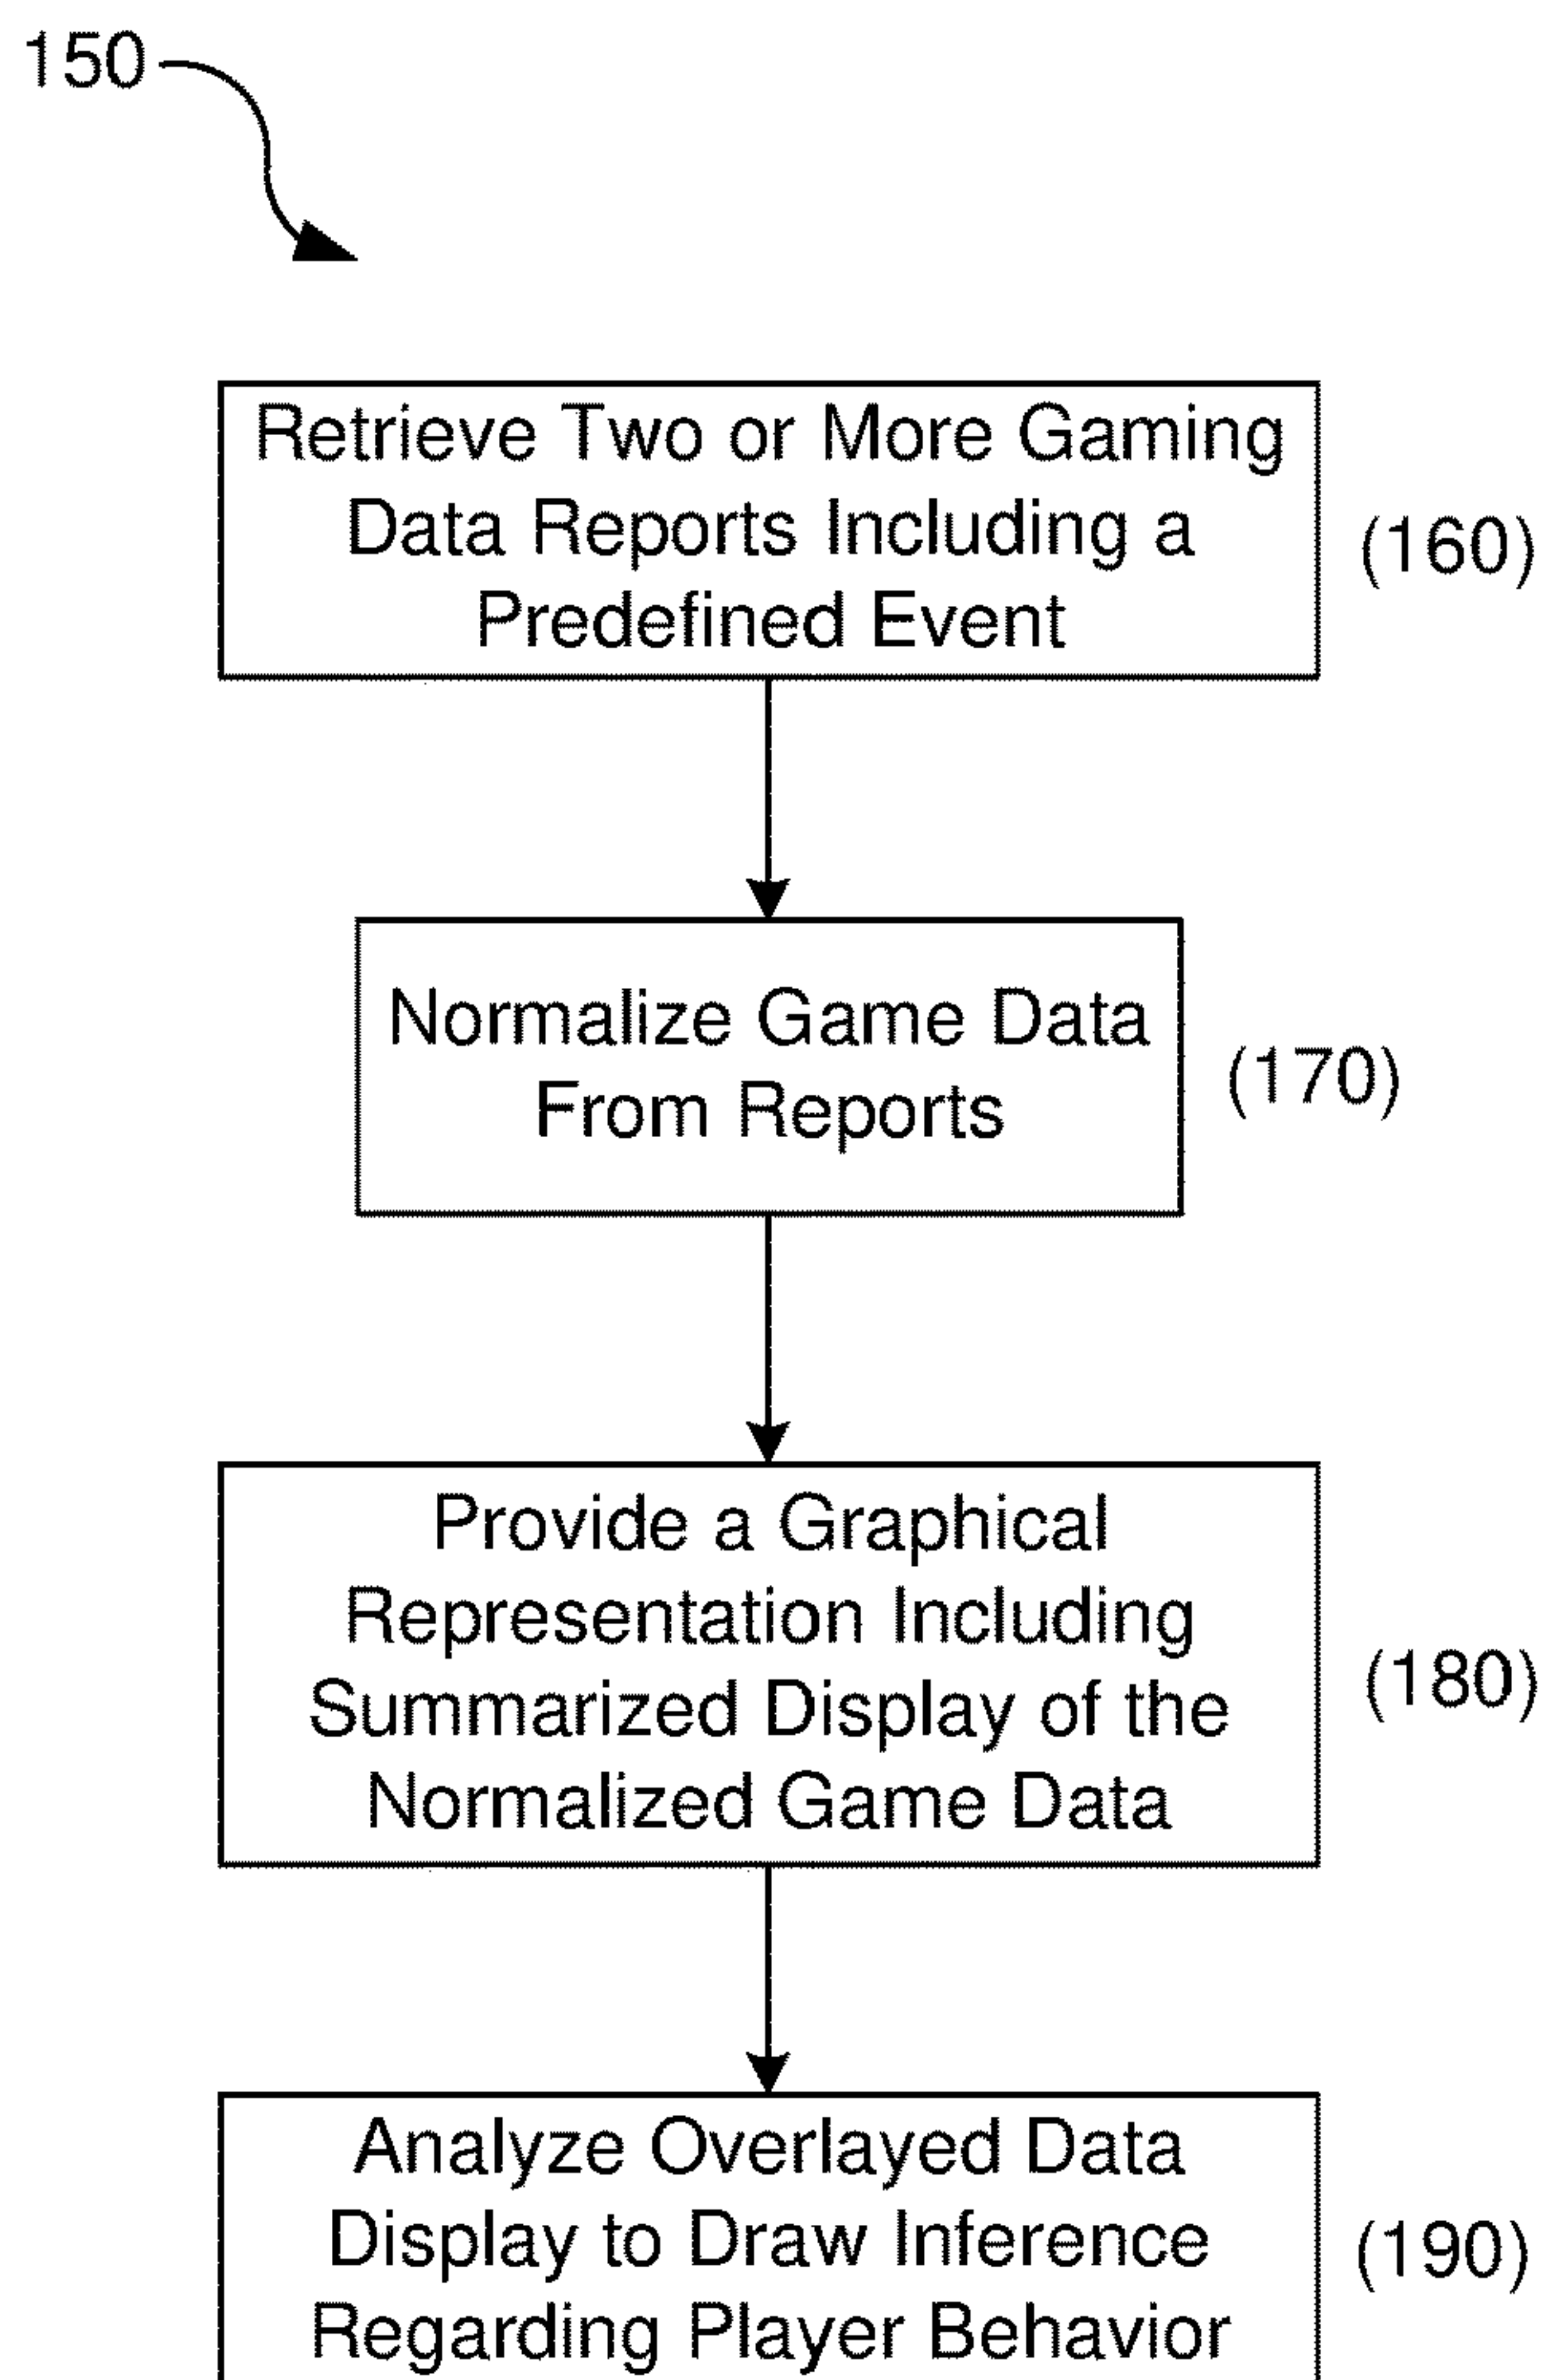 150
Retrieve Two or More Gaming
Data Reports Including a
Predefined Event
(160)
Normalize Game Data
From Reports
(170)
Provide a Graphical
Representation Including
Summarized Display of the
Normalized Game Data
(180)
Analyze Overlayed Data
Display to Draw Inference
Regarding Player Behavior
(190)